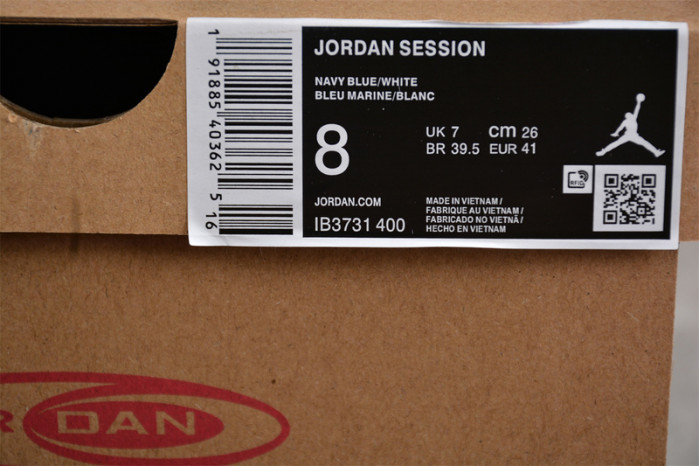 1 91885 40362 5 16
JORDAN SESSION
NAVY BLUE/WHITE
BLEU MARINE/BLANC
8
UK 7 cm 26
BR 39.5 EUR 41
JORDAN.COM
IB3731 400
MADE IN VIETNAM /
FABRIQUE AU VIETNAM /
FABRICADO NO VIETNÃ /
HECHO EN VIETNAM
RFID
R DAN